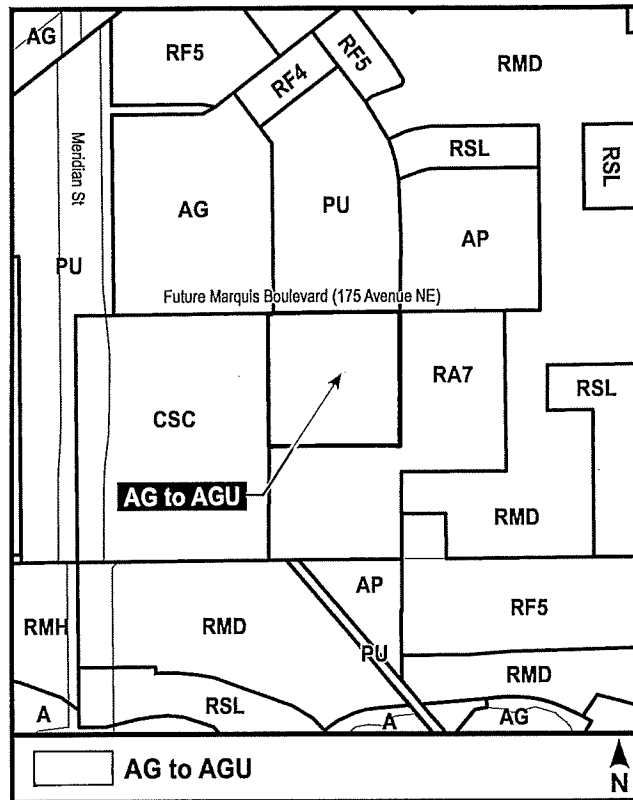 AG
RF5
RF5
RMD
RF4
Meridian St
RSL
RSL
AG
PU
AP
PU
Future Marquis Boulevard (175 Avenue NE)
RA7
RSL
CSC
AG to AGU
RMD
AP
RF5
RMH
RMD
PU
RMD
RSL
A
A
AG
AG to AGU
N